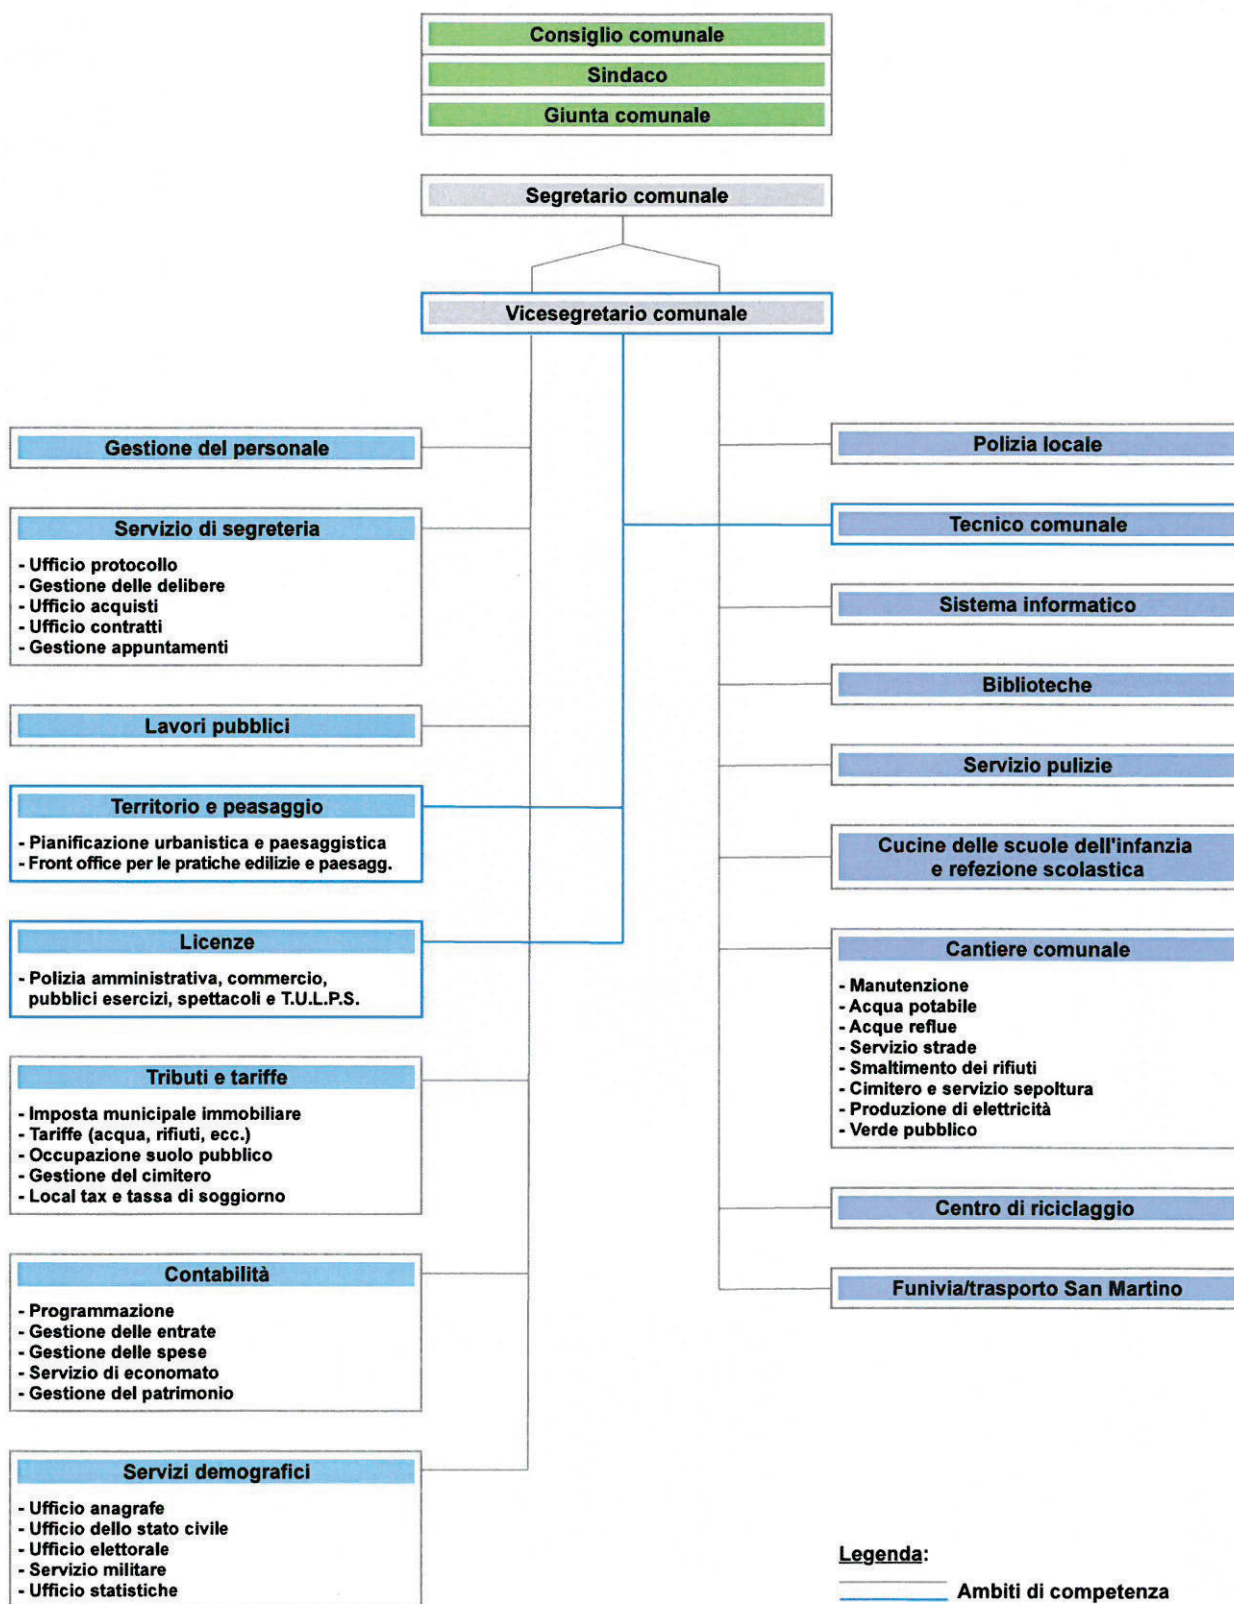 Consiglio comunale
Sindaco
Giunta comunale
Segretario comunale
Vicesegretario comunale
Gestione del personale
Servizio di segreteria
- Ufficio protocollo
- Gestione delle delibere
- Ufficio acquisti
- Ufficio contratti
- Gestione appuntamenti
Lavori pubblici
Territorio e peasaggio
- Pianificazione urbanistica e paesaggistica
- Front office per le pratiche edilizie e paesagg.
Licenze
- Polizia amministrativa, commercio,
pubblici esercizi, spettacoli e T.U.L.P.S.
Tributi e tariffe
- Imposta municipale immobiliare
- Tariffe (acqua, rifiuti, ecc.)
- Occupazione suolo pubblico
- Gestione del cimitero
- Local tax e tassa di soggiorno
Contabilità
- Programmazione
- Gestione delle entrate
- Gestione delle spese
- Servizio di economato
- Gestione del patrimonio
Servizi demografici
- Ufficio anagrafe
- Ufficio dello stato civile
- Ufficio elettorale
- Servizio militare
- Ufficio statistiche
Polizia locale
Tecnico comunale
Sistema informatico
Biblioteche
Servizio pulizie
Cucine delle scuole dell'infanzia
e refezione scolastica
Cantiere comunale
- Manutenzione
- Acqua potabile
- Acque reflue
- Servizio strade
- Smaltimento dei rifiuti
- Cimitero e servizio sepoltura
- Produzione di elettricità
- Verde pubblico
Centro di riciclaggio
Funivia/trasporto San Martino
Legenda:
Ambiti di competenza